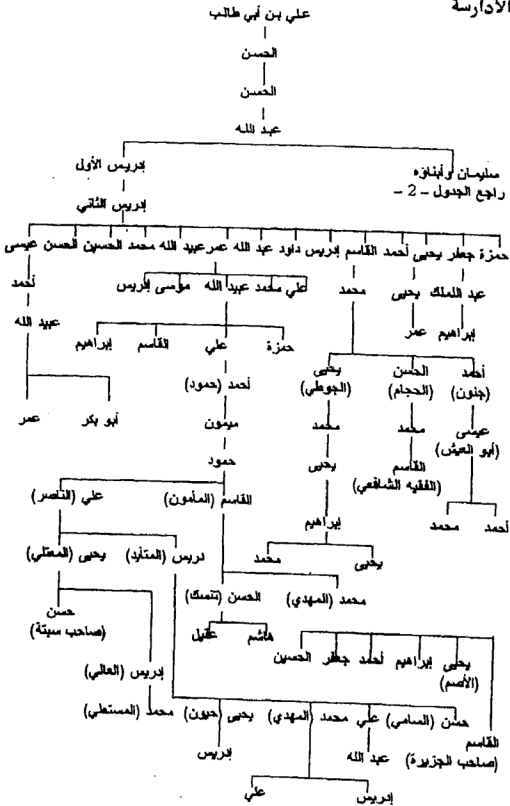 الأدارسة
علي بن أبي طالب
الحسن
الحسن
عبد الله
إدريس الأول
سليمان وأبناؤه
راجع الجدول - 2 -
إدريس الثاني
حمزة جعفر يحيى أحمد القاسم إدريس داود عبد الله عمر عبيد الله محمد الحسين الحسن عيسى
عبد الملك يحيى محمد علي محمد عبيد الله موسى إدريس أحمد
إبراهيم عمر عبيد الله
حمزة علي القاسم إبراهيم
أحمد الحسن يحيى
(جنون) (الحجام) (الجوطي) أحمد (حمود)
عيسى محمد محمد ميمون أبو بكر عمر
(أبو العيش)
القاسم يحيى حمود
(الفقيه الشافعي)
القاسم (المأمون) علي (الناصر)
أحمد محمد إبراهيم
يحيى محمد دريس (المتأيد) يحيى (المعتلي)
محمد (المهدي) الحسن (تنسك) حسن
(صاحب سبتة)
هاشم عقيل
يحيى إبراهيم أحمد جعفر الحسين إدريس (العالي)
(الأصم)
حسن (السامي) علي محمد (المهدي) يحيى (حيون) محمد (المستعلي)
القاسم
(صاحب الجزيرة) عبد الله إدريس
إدريس علي